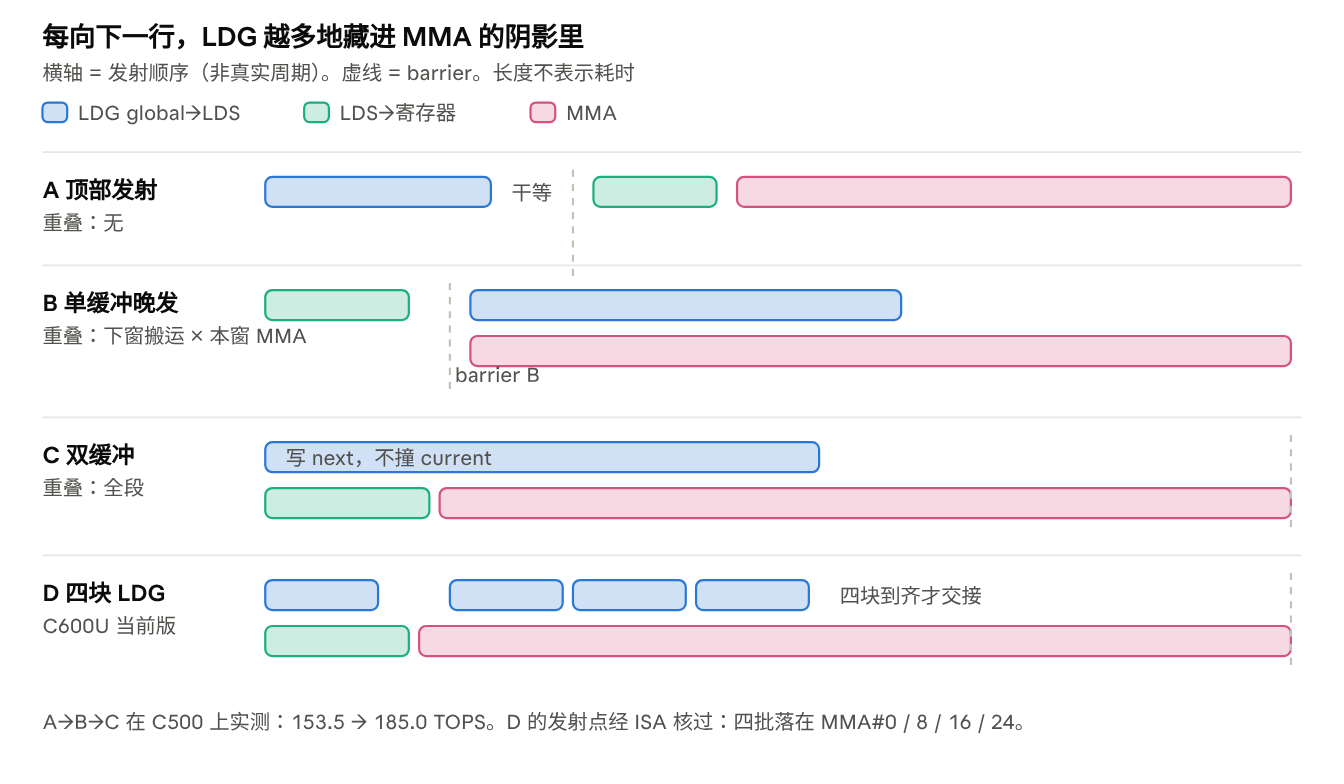 每向下一行，LDG 越多地藏进 MMA 的阴影里
横轴 = 发射顺序（非真实周期）。虚线 = barrier。长度不表示耗时
LDG global→LDS
LDS→寄存器
MMA
A 顶部发射
重叠：无
干等
B 单缓冲晚发
重叠：下窗搬运 × 本窗 MMA
barrier B
C 双缓冲
重叠：全段
写 next，不撞 current
D 四块 LDG
C600U 当前版
四块到齐才交接
A→B→C 在 C500 上实测：153.5 → 185.0 TOPS。D 的发射点经 ISA 核过：四批落在 MMA#0 / 8 / 16 / 24。